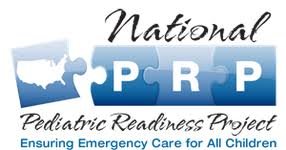 National
PRP
Pediatric Readiness Project
Ensuring Emergency Care for All Children